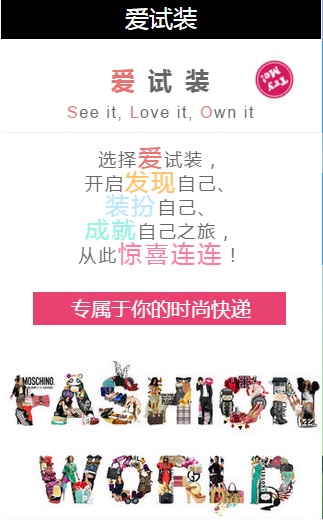 爱试装
爱 试 装
Try Me!
See it, Love it, Own it
选择爱试装，
开启发现自己、
装扮自己、
成就自己之旅，
从此惊喜连连！
专属于你的时尚快递
MOSCHINO.
FASHION
WORLD